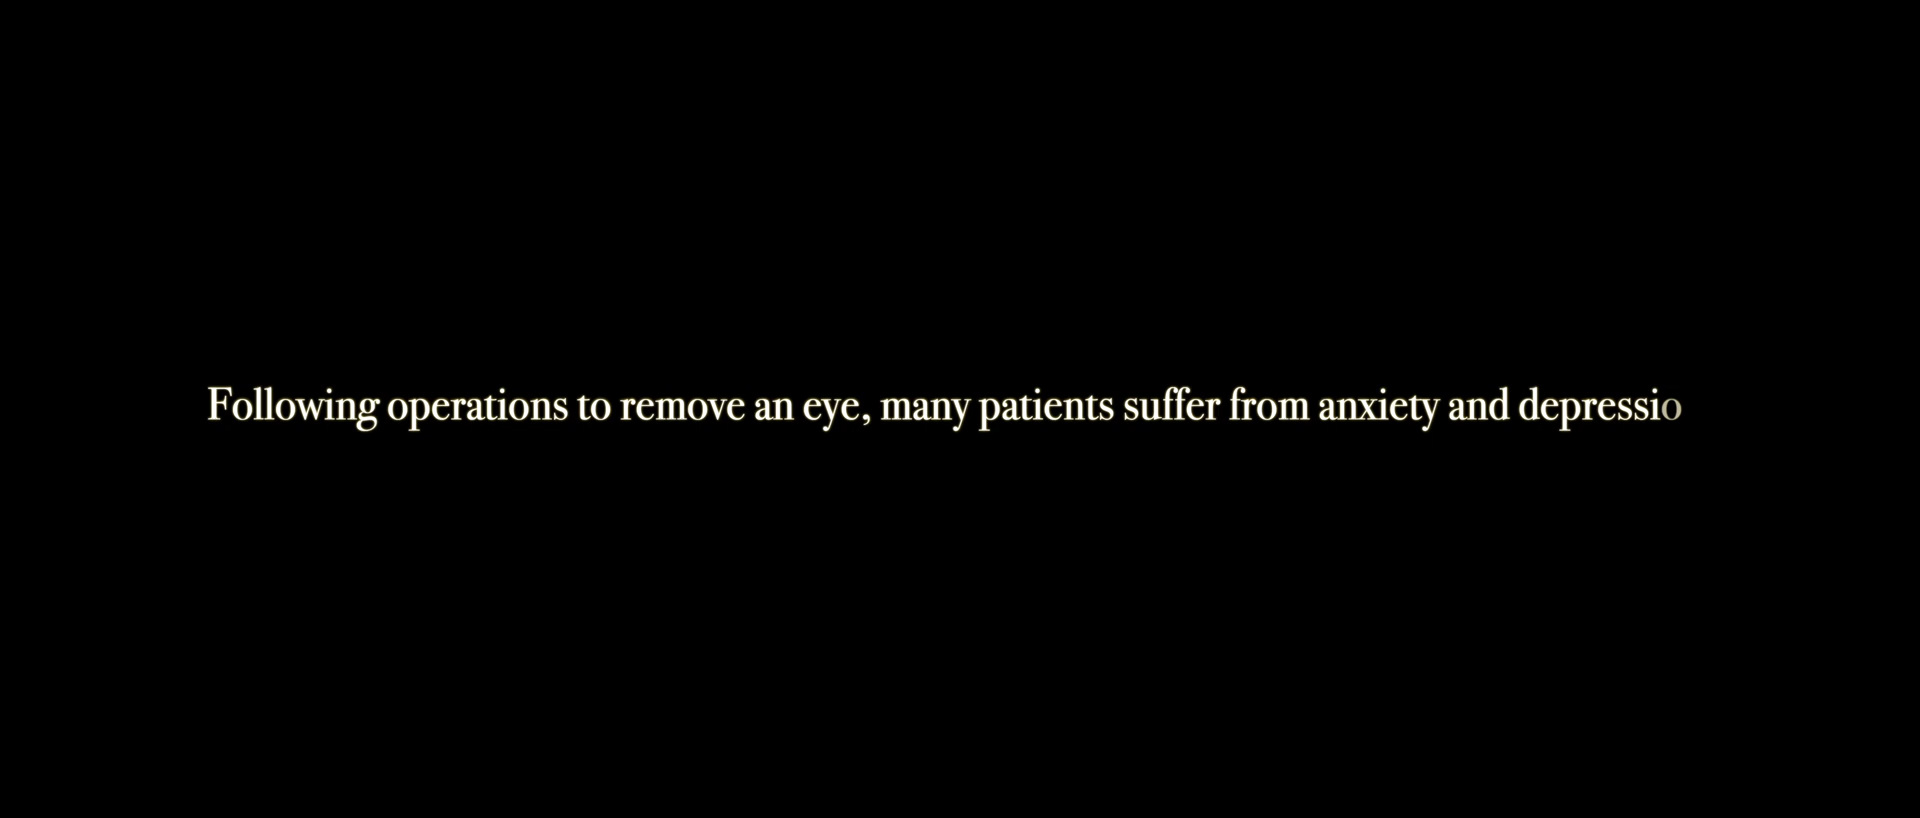 Following operations to remove an eye, many patients suffer from anxiety and depressio